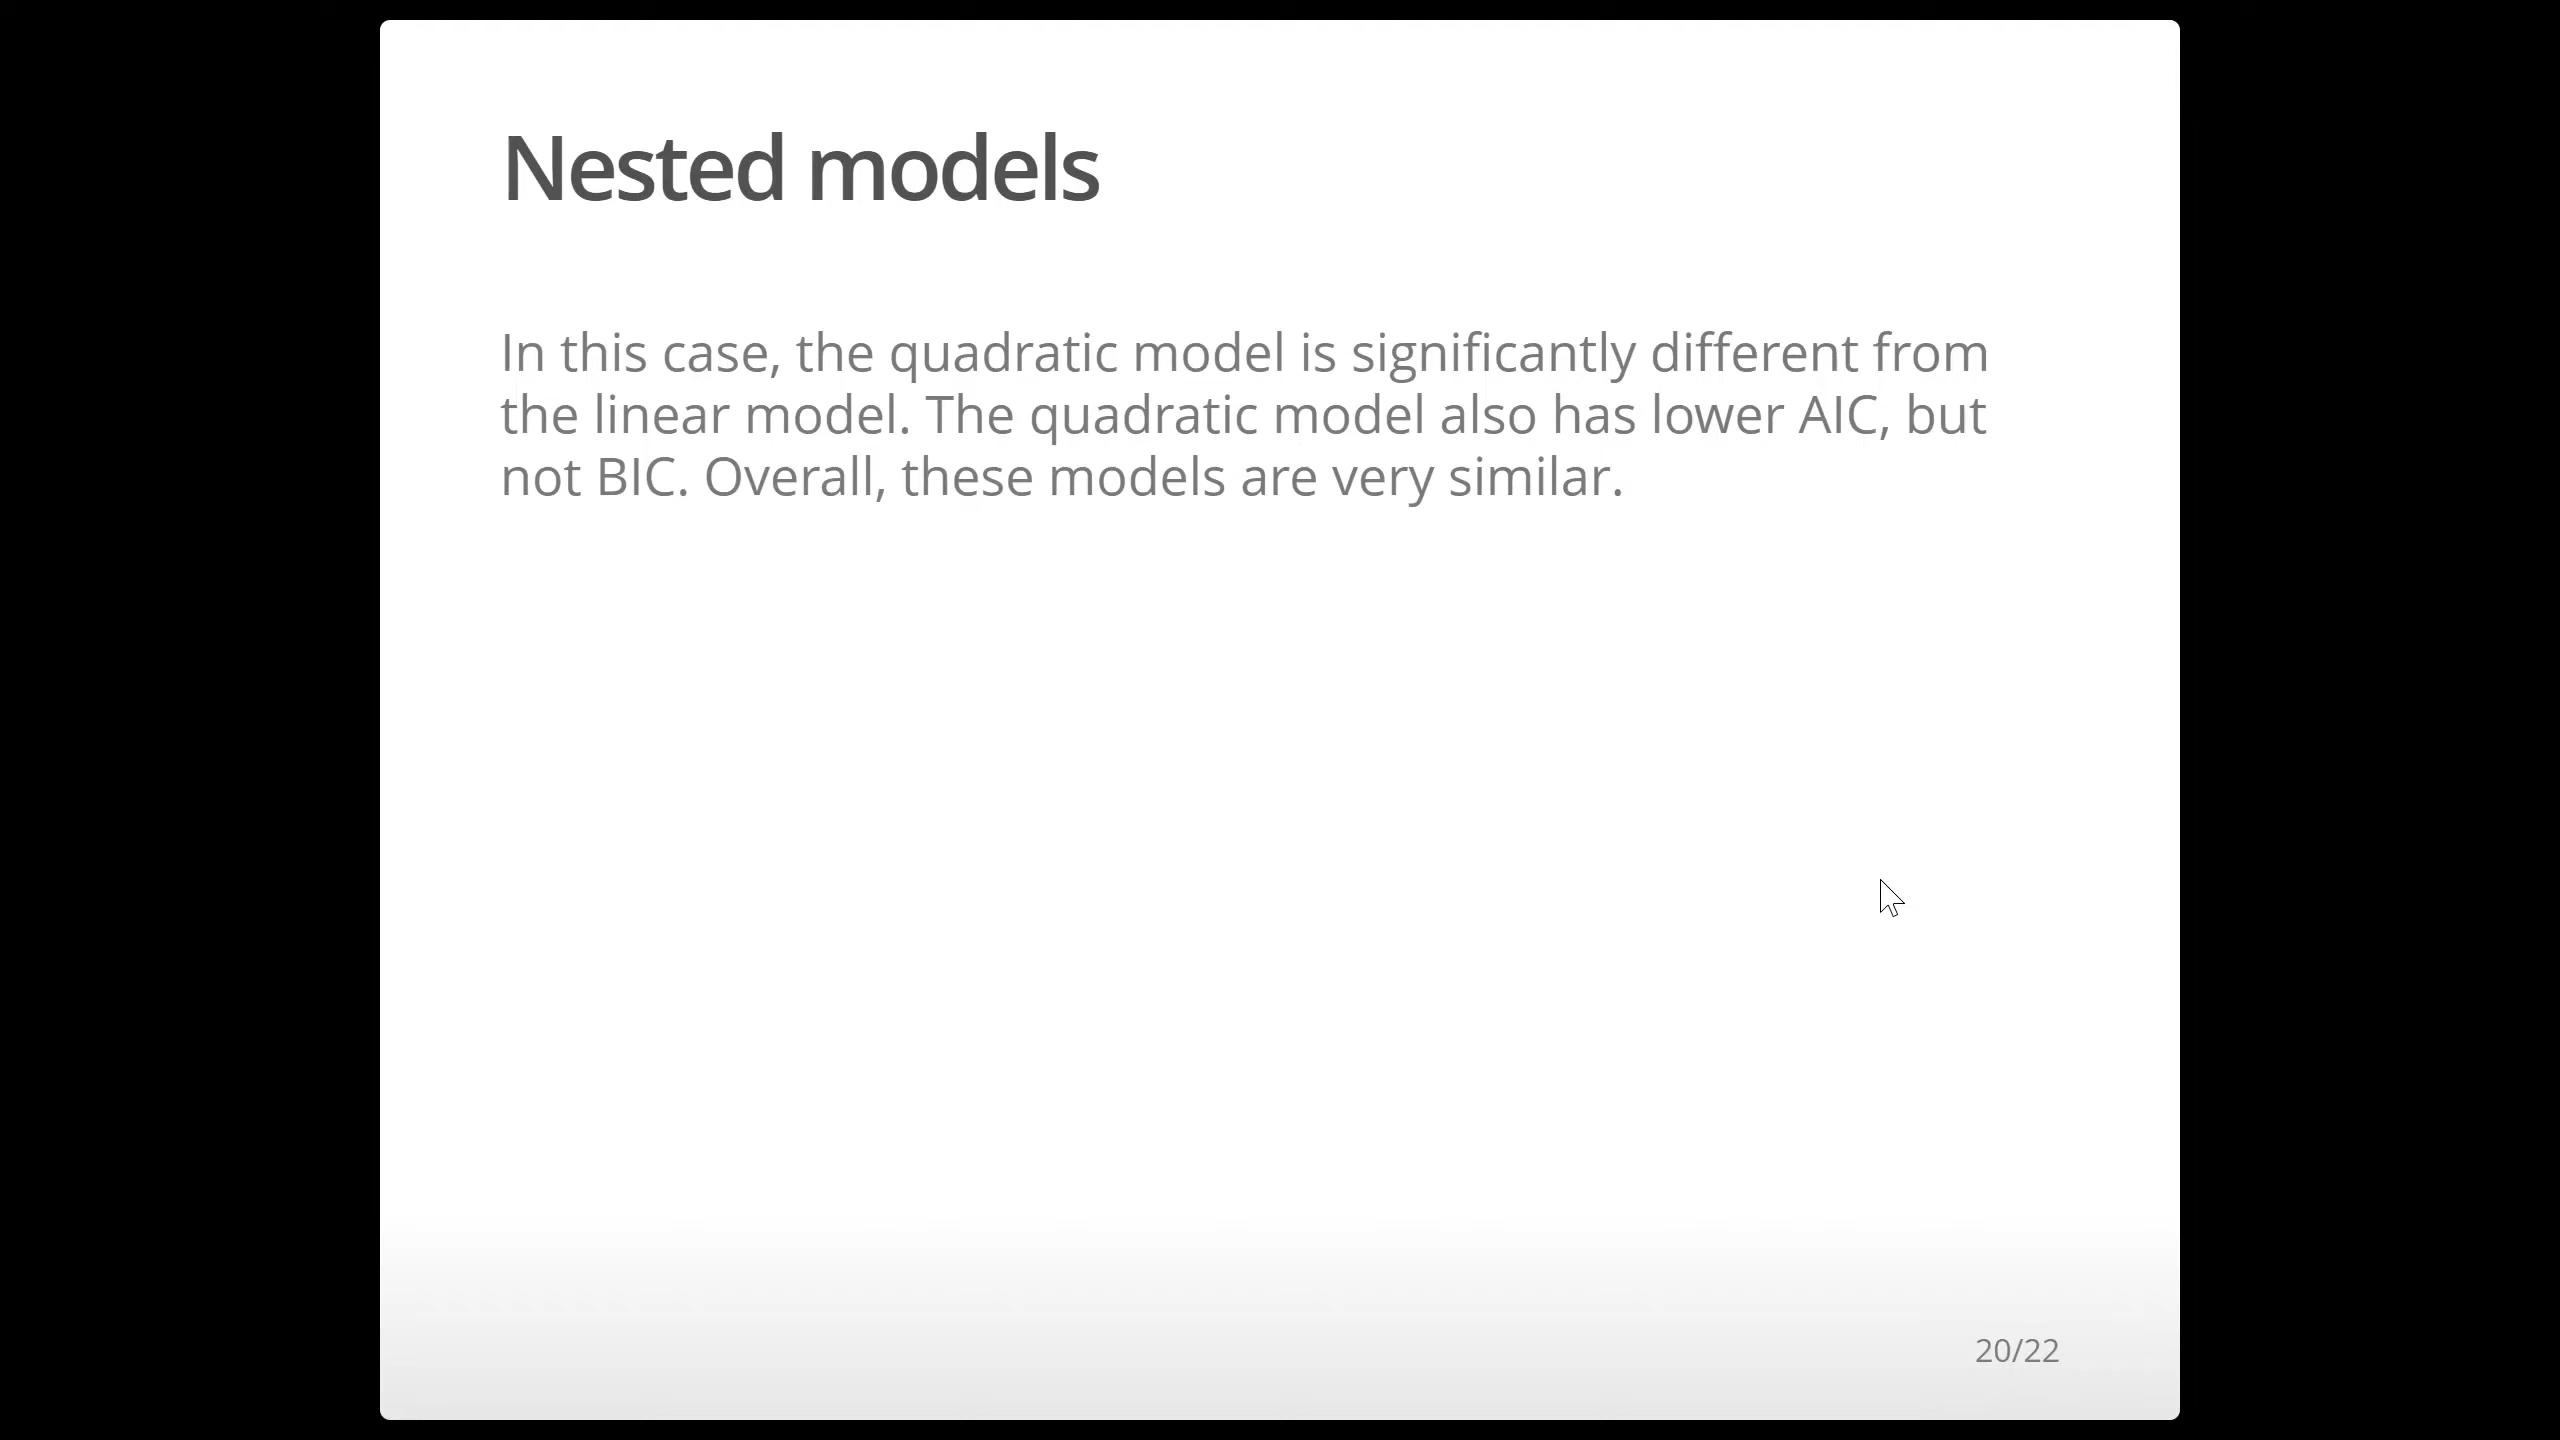 Nested models
In this case, the quadratic model is significantly different from
the linear model. The quadratic model also has lower AIC, but
not BIC. Overall, these models are very similar.
20/22